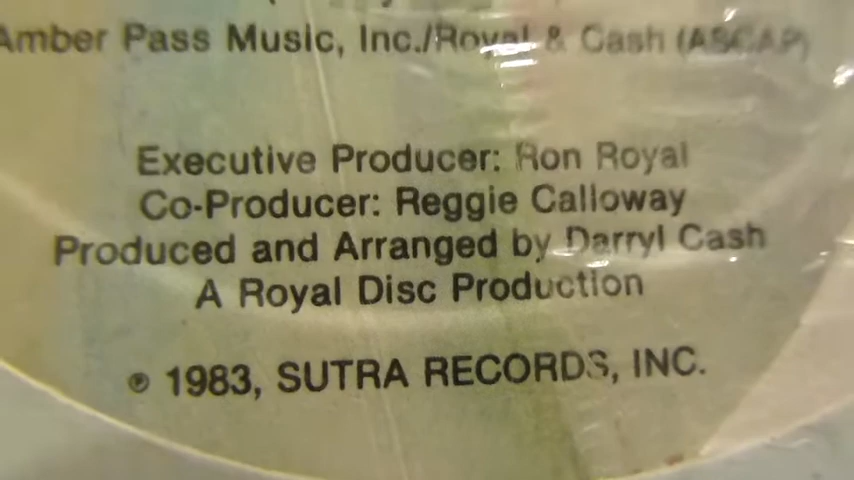 Amber Pass Music, Inc./Royal & Cash (ASCAP)
Executive Producer: Ron Royal
Co-Producer: Reggie Calloway
Produced and Arranged by Darryl Cash
A Royal Disc Production
℗ 1983, SUTRA RECORDS, INC.